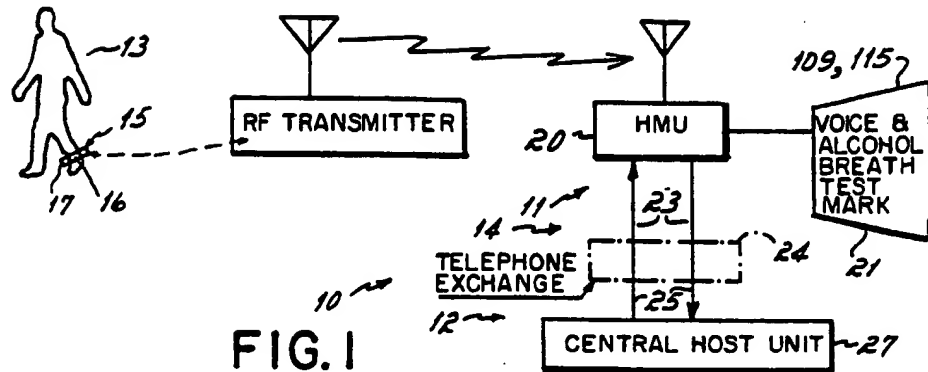 13
15
17
16
RF TRANSMITTER
20
HMU
109, 115
VOICE &
ALCOHOL
BREATH
TEST
MARK
21
11
14
23
24
TELEPHONE
EXCHANGE
10
12
25
FIG. 1
CENTRAL HOST UNIT
27